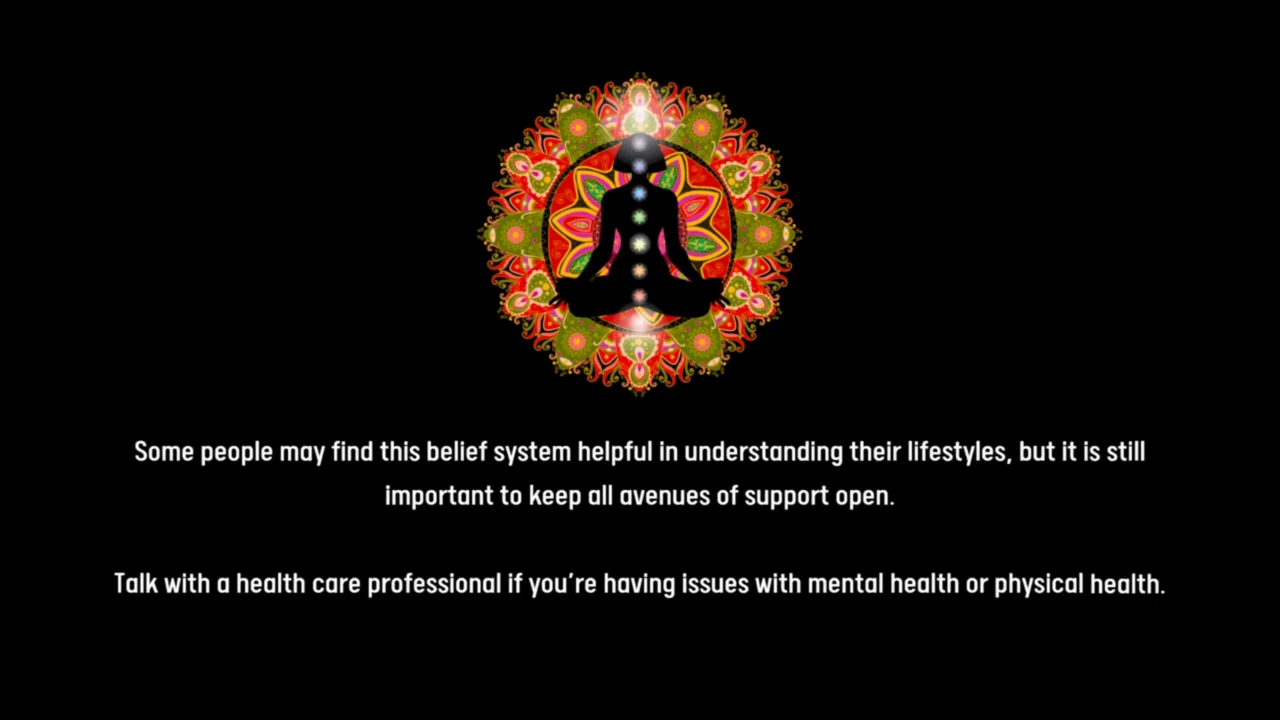 Some people may find this belief system helpful in understanding their lifestyles, but it is still
important to keep all avenues of support open.
Talk with a health care professional if you're having issues with mental health or physical health.